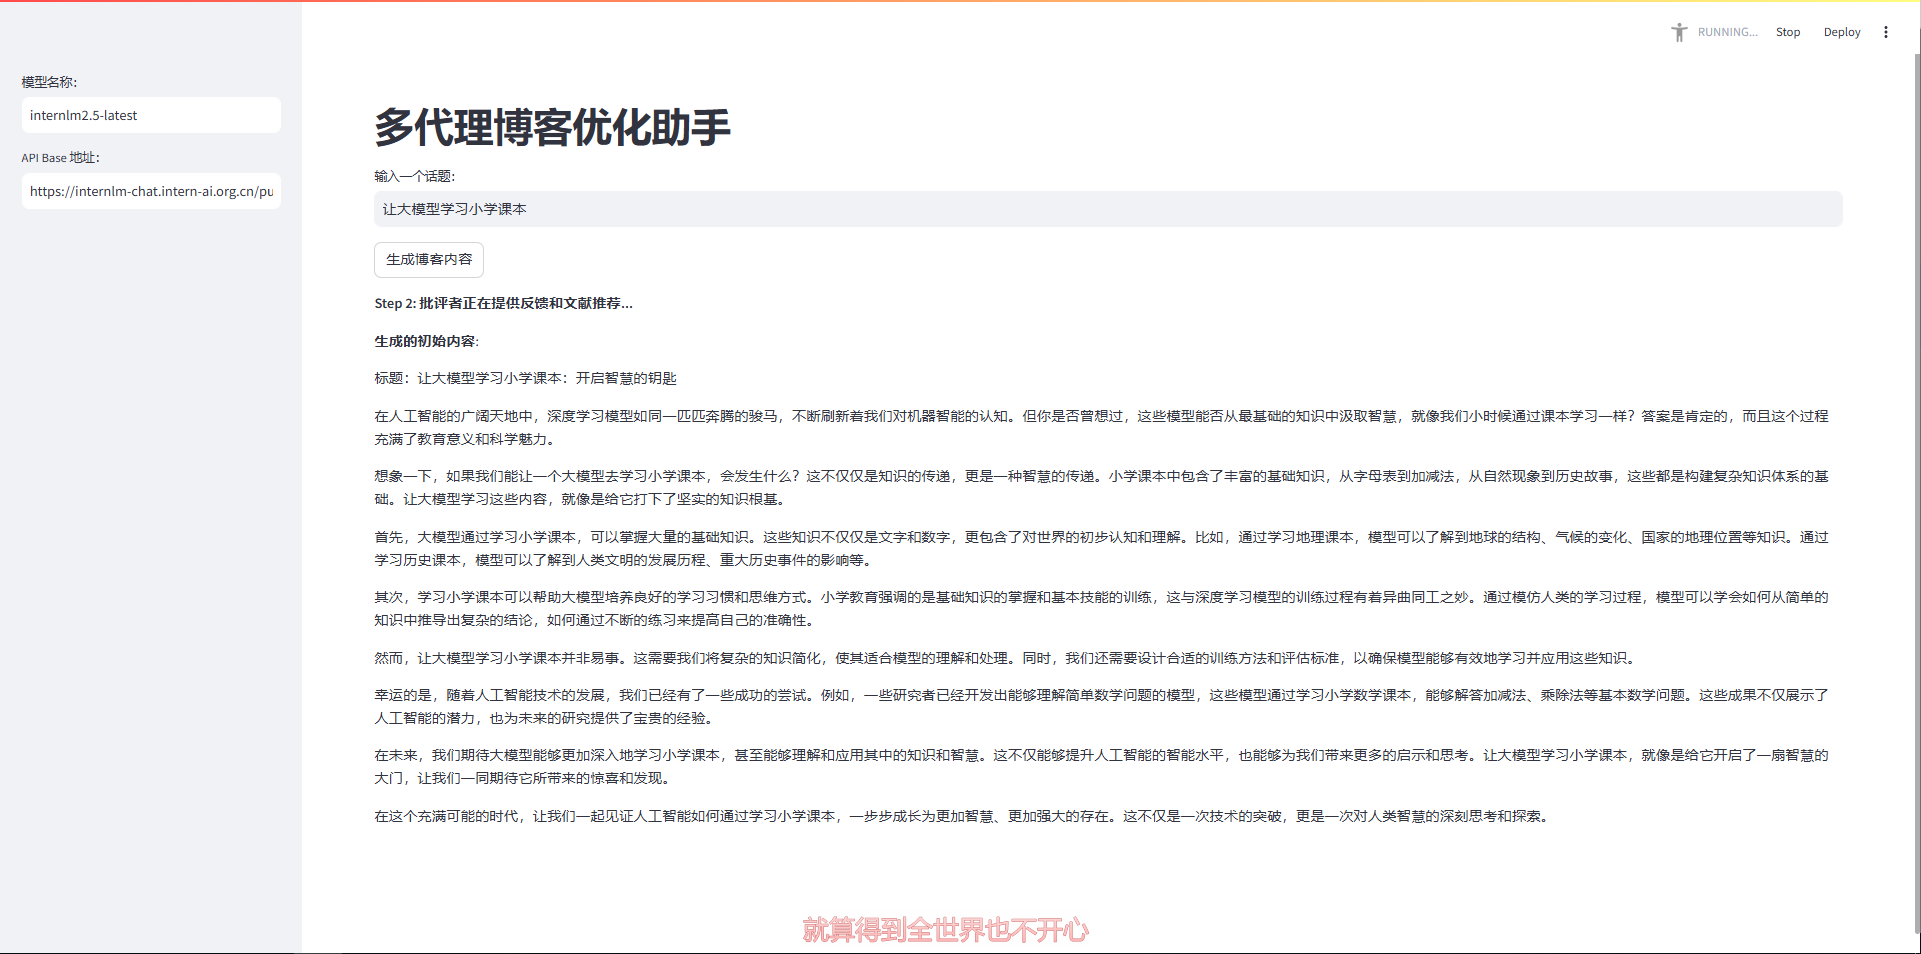 RUNNING...
Stop
Deploy
模型名称：
internlm2.5-latest
API Base 地址：
https://internlm-chat.intern-ai.org.cn/pu
多代理博客优化助手
输入一个话题：
让大模型学习小学课本
生成博客内容
Step 2: 批评者正在提供反馈和文献推荐...
生成的初始内容:
标题：让大模型学习小学课本：开启智慧的钥匙
在人工智能的广阔天地中，深度学习模型如同一匹匹奔腾的骏马，不断刷新着我们对机器智能的认知。但你是否曾想过，这些模型能否从最基础的知识中汲取智慧，就像我们小时候通过课本学习一样？答案是肯定的，而且这个过程
充满了教育意义和科学魅力。
想象一下，如果我们能让一个大模型去学习小学课本，会发生什么？这不仅仅是知识的传递，更是一种智慧的传递。小学课本中包含了丰富的基础知识，从字母表到加减法，从自然现象到历史故事，这些都是构建复杂知识体系的基
础。让大模型学习这些内容，就像是给它打下了坚实的知识根基。
首先，大模型通过学习小学课本，可以掌握大量的基础知识。这些知识不仅仅是文字和数字，更包含了对世界的初步认知和理解。比如，通过学习地理课本，模型可以了解到地球的结构、气候的变化、国家的地理位置等知识。通过
学习历史课本，模型可以了解到人类文明的发展历程、重大历史事件的影响等。
其次，学习小学课本可以帮助大模型培养良好的学习习惯和思维方式。小学教育强调的是基础知识的掌握和基本技能的训练，这与深度学习模型的训练过程有着异曲同工之妙。通过模仿人类的学习过程，模型可以学会如何从简单的
知识中推导出复杂的结论，如何通过不断的练习来提高自己的准确性。
然而，让大模型学习小学课本并非易事。这需要我们将复杂的知识简化，使其适合模型的理解和处理。同时，我们还需要设计合适的训练方法和评估标准，以确保模型能够有效地学习并应用这些知识。
幸运的是，随着人工智能技术的发展，我们已经有了一些成功的尝试。例如，一些研究者已经开发出能够理解简单数学问题的模型，这些模型通过学习小学数学课本，能够解答加减法、乘除法等基本数学问题。这些成果不仅展示了
人工智能的潜力，也为未来的研究提供了宝贵的经验。
在未来，我们期待大模型能够更加深入地学习小学课本，甚至能够理解和应用其中的知识和智慧。这不仅能够提升人工智能的智能水平，也能够为我们带来更多的启示和思考。让大模型学习小学课本，就像是给它开启了一扇智慧的
大门，让我们一同期待它所带来的惊喜和发现。
在这个充满可能的时代，让我们一起见证人工智能如何通过学习小学课本，一步步成长为更加智慧、更加强大的存在。这不仅是一次技术的突破，更是一次对人类智慧的深刻思考和探索。
就算得到全世界也不开心